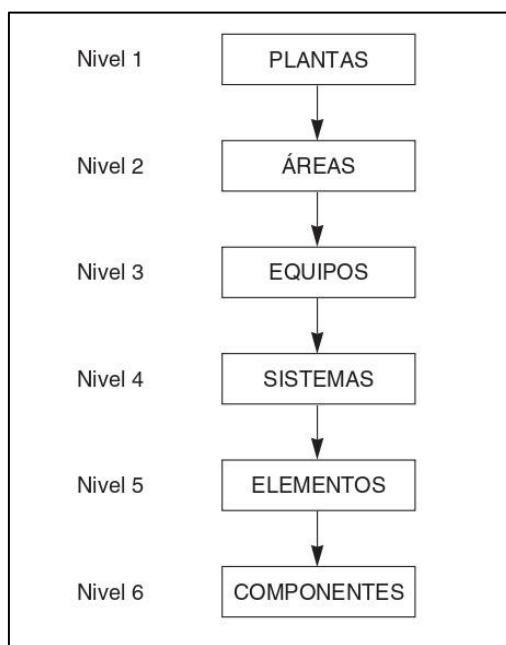 Nivel 1 PLANTAS
Nivel 2 ÁREAS
Nivel 3 EQUIPOS
Nivel 4 SISTEMAS
Nivel 5 ELEMENTOS
Nivel 6 COMPONENTES